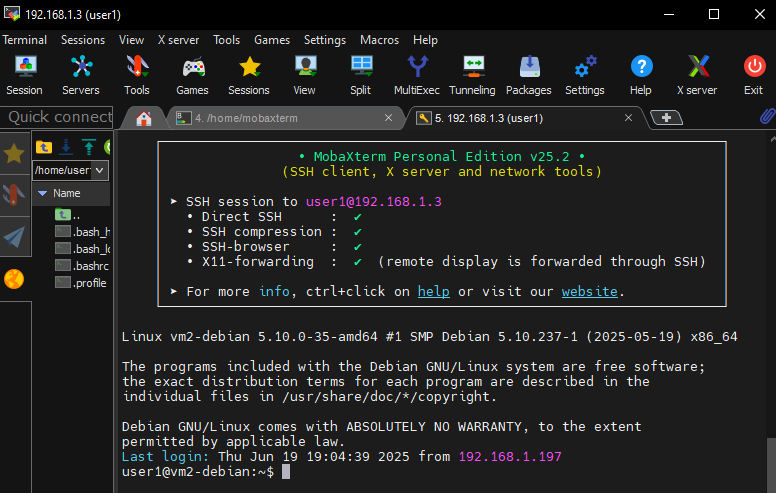 192.168.1.3 (user1)
Terminal Sessions View X server Tools Games Settings Macros Help
Session Servers Tools Games Sessions View Split MultiExec Tunneling Packages Settings Help X server Exit
Quick connect
4. /home/mobaxterm
5. 192.168.1.3 (user1)
/home/user
Name
..
.bash_h
.bash_lo
.bashrc
.profile
• MobaXterm Personal Edition v25.2 •
(SSH client, X server and network tools)
➤ SSH session to user1@192.168.1.3
• Direct SSH : ✔
• SSH compression : ✔
• SSH-browser : ✔
• X11-forwarding : ✔ (remote display is forwarded through SSH)
➤ For more info, ctrl+click on help or visit our website.
Linux vm2-debian 5.10.0-35-amd64 #1 SMP Debian 5.10.237-1 (2025-05-19) x86_64
The programs included with the Debian GNU/Linux system are free software;
the exact distribution terms for each program are described in the
individual files in /usr/share/doc/*/copyright.
Debian GNU/Linux comes with ABSOLUTELY NO WARRANTY, to the extent
permitted by applicable law.
Last login: Thu Jun 19 19:04:39 2025 from 192.168.1.197
user1@vm2-debian:~$